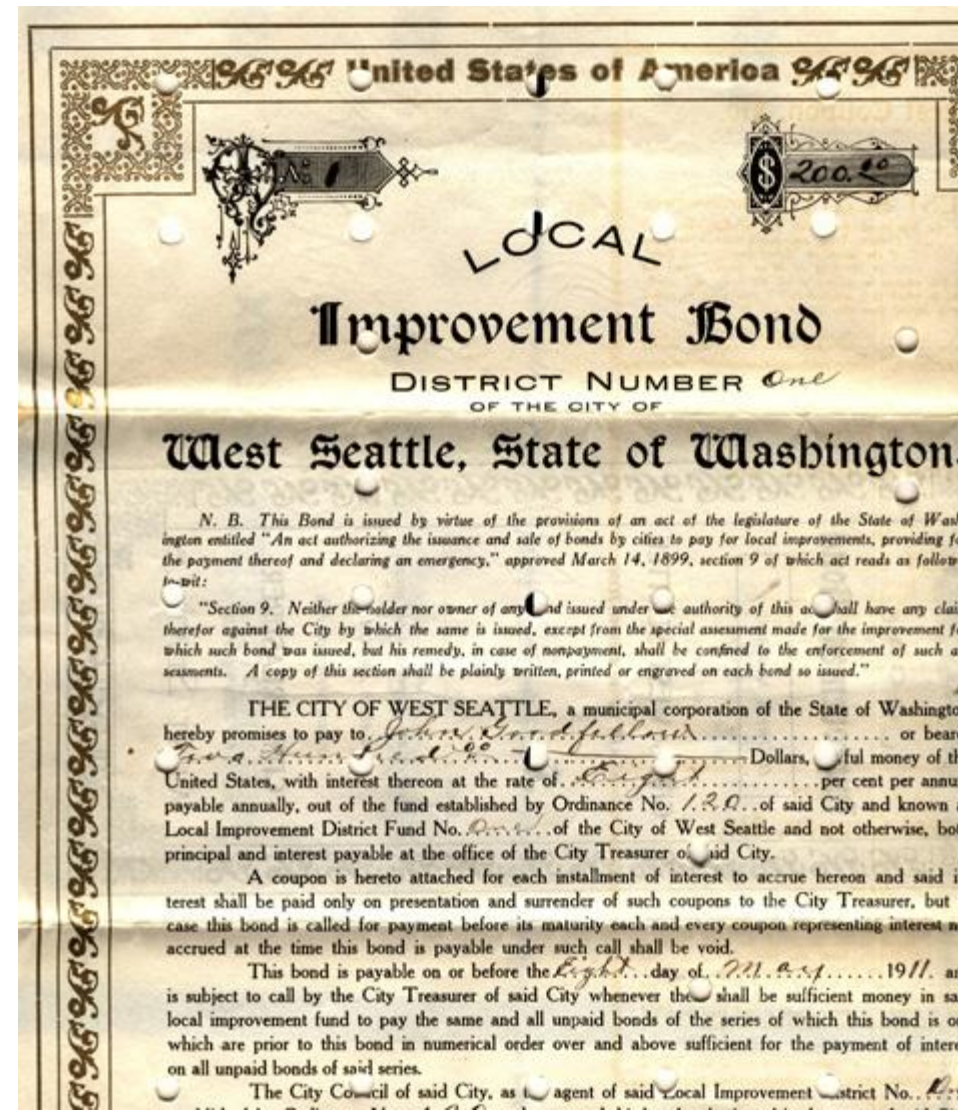 United States of America
No 1
$ 200.00
LOCAL
Improvement Bond
DISTRICT NUMBER One
OF THE CITY OF
West Seattle, State of Washington.
N. B. This Bond is issued by virtue of the provisions of an act of the legislature of the State of Wash
ington entitled "An act authorizing the issuance and sale of bonds by cities to pay for local improvements, providing fo
the payment thereof and declaring an emergency," approved March 14, 1899, section 9 of which act reads as follow
to-wit:
"Section 9. Neither the holder nor owner of any bond issued under the authority of this act shall have any clai
therefor against the City by which the same is issued, except from the special assessment made for the improvement fo
which such bond was issued, but his remedy, in case of nonpayment, shall be confined to the enforcement of such a
sessments. A copy of this section shall be plainly written, printed or engraved on each bond so issued."
THE CITY OF WEST SEATTLE, a municipal corporation of the State of Washingto
hereby promises to pay to John Goodfellow or bear
Two Hundred 00 Dollars, ful money of th
United States, with interest thereon at the rate of Eight per cent per annu
payable annually, out of the fund established by Ordinance No. 120 of said City and known a
Local Improvement District Fund No. One of the City of West Seattle and not otherwise, bot
principal and interest payable at the office of the City Treasurer of said City.
A coupon is hereto attached for each installment of interest to accrue hereon and said i
terest shall be paid only on presentation and surrender of such coupons to the City Treasurer, but
case this bond is called for payment before its maturity each and every coupon representing interest n
accrued at the time this bond is payable under such call shall be void.
This bond is payable on or before the Eight day of May 1911. an
is subject to call by the City Treasurer of said City whenever there shall be sufficient money in sa
local improvement fund to pay the same and all unpaid bonds of the series of which this bond is o
which are prior to this bond in numerical order over and above sufficient for the payment of intere
on all unpaid bonds of said series.
The City Council of said City, as agent of said Local Improvement District No.